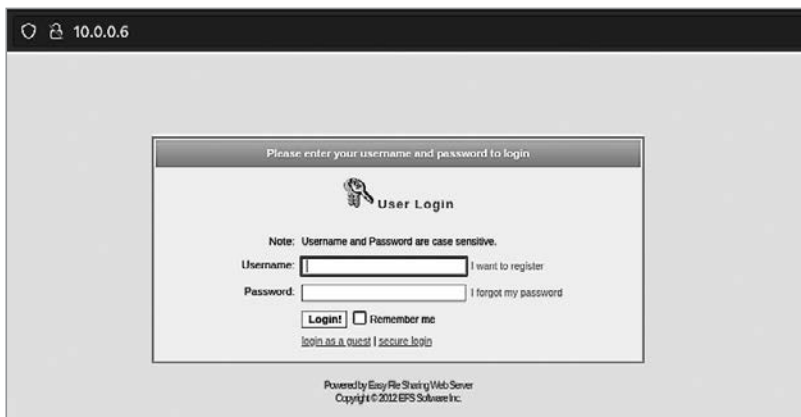 10.0.0.6
Please enter your username and password to login
User Login
Note: Username and Password are case sensitive.
Username: I want to register
Password: I forgot my password
Login! Remember me
login as a guest | secure login
Powered by Easy File Sharing Web Server
Copyright © 2012 EFS Software Inc.